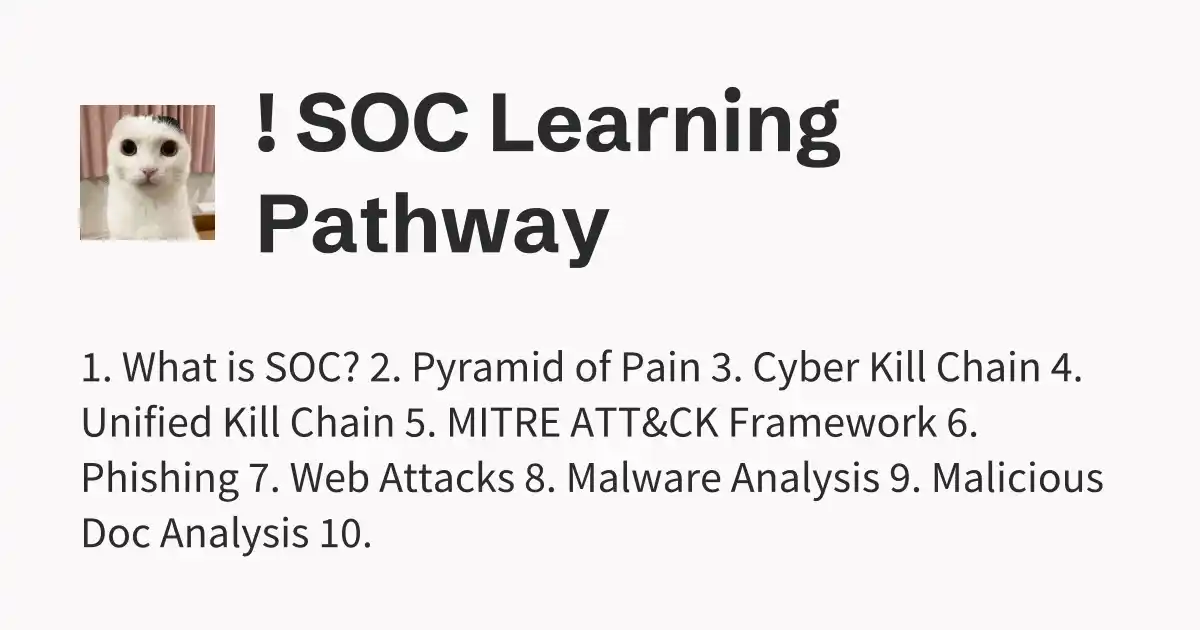 ! SOC Learning
Pathway
1. What is SOC? 2. Pyramid of Pain 3. Cyber Kill Chain 4.
Unified Kill Chain 5. MITRE ATT&CK Framework 6.
Phishing 7. Web Attacks 8. Malware Analysis 9. Malicious
Doc Analysis 10.